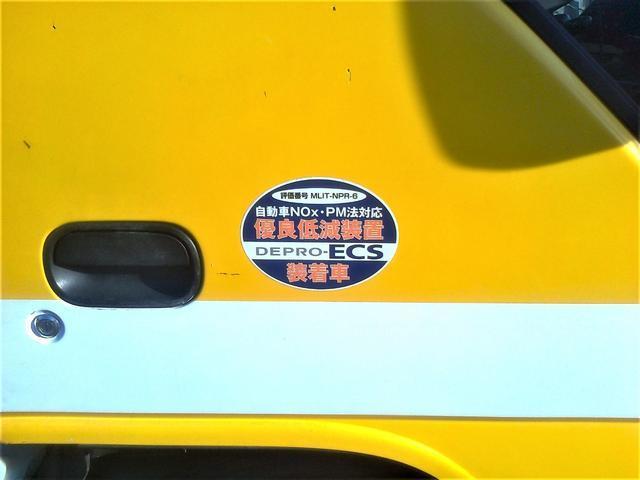 評価番号 MLIT-NPR-6
自動車NOx・PM法対応
優良低減装置
DEPRO-ECS
装着車